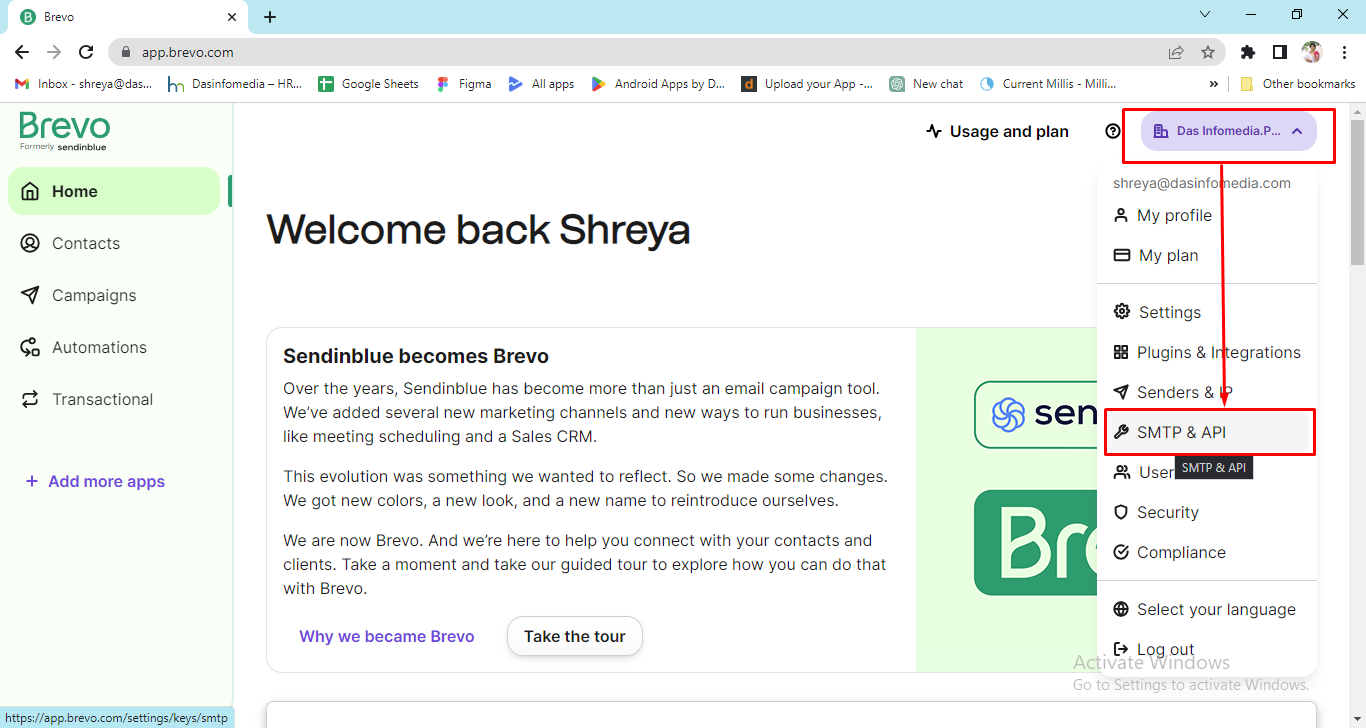 Brevo
app.brevo.com
Inbox - shreya@das...
Dasinfomedia – HR...
Google Sheets
Figma
All apps
Android Apps by D...
Upload your App -...
New chat
Current Millis - Milli...
»
Other bookmarks
Brevo
Formerly sendinblue
Usage and plan
Das Infomedia.P...
Home
Contacts
Campaigns
Automations
Transactional
+ Add more apps
Welcome back Shreya
Sendinblue becomes Brevo
Over the years, Sendinblue has become more than just an email campaign tool.
We've added several new marketing channels and new ways to run businesses,
like meeting scheduling and a Sales CRM.
This evolution was something we wanted to reflect. So we made some changes.
We got new colors, a new look, and a new name to reintroduce ourselves.
We are now Brevo. And we're here to help you connect with your contacts and
clients. Take a moment and take our guided tour to explore how you can do that
with Brevo.
Why we became Brevo
Take the tour
sen
Bre
shreya@dasinfomedia.com
My profile
My plan
Settings
Plugins & Integrations
Senders & IP
SMTP & API
User
SMTP & API
Security
Compliance
Select your language
Log out
Activate Windows
Go to Settings to activate Windows.
https://app.brevo.com/settings/keys/smtp